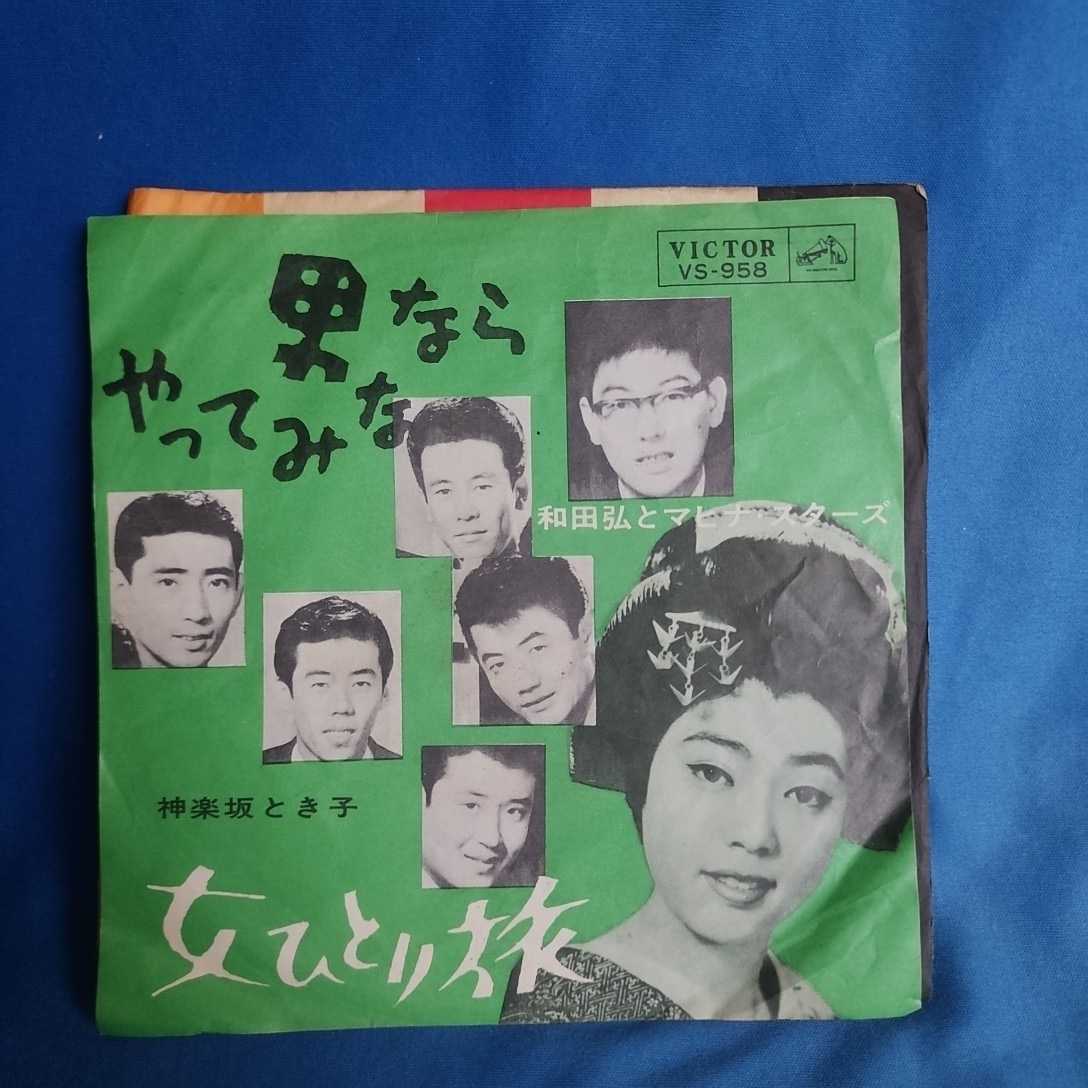 VICTOR
VS-958
男なら
やってみな
和田弘とマヒナ・スターズ
神楽坂とき子
女ひとり旅